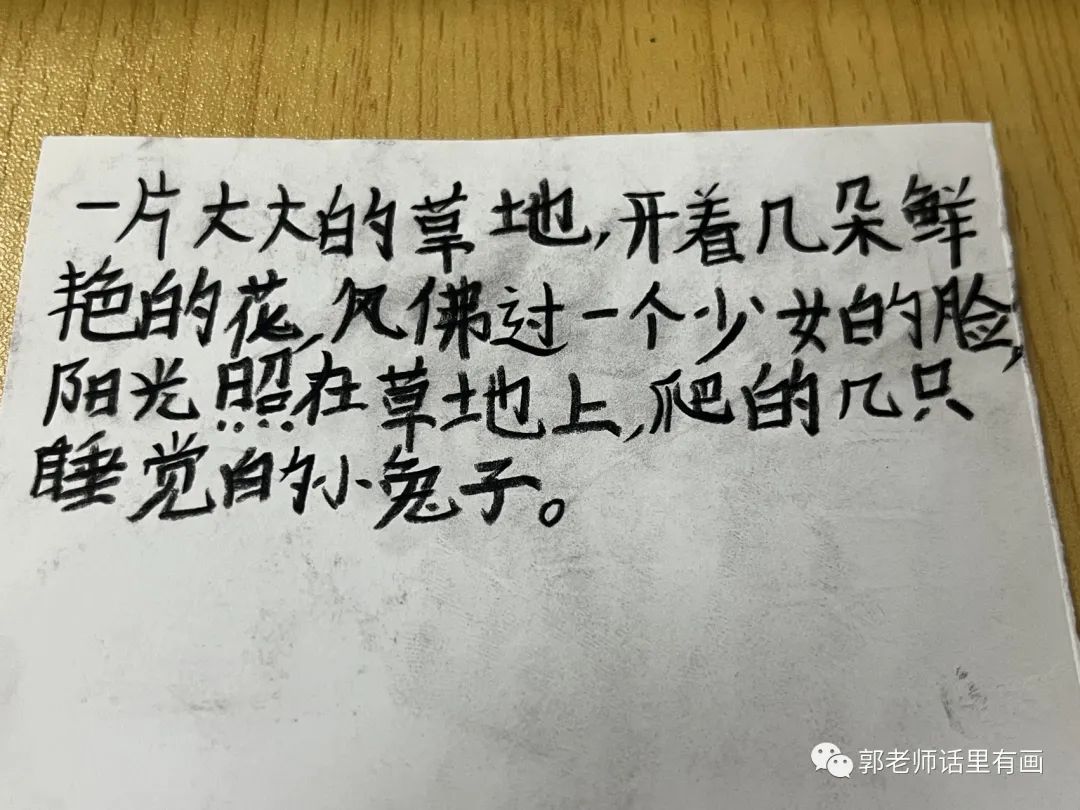 一片大大的草地,开着几朵鲜
艳的花,风佛过一个少女的脸,
阳光照在草地上,爬的几只
睡觉的小兔子。
郭老师话里有画